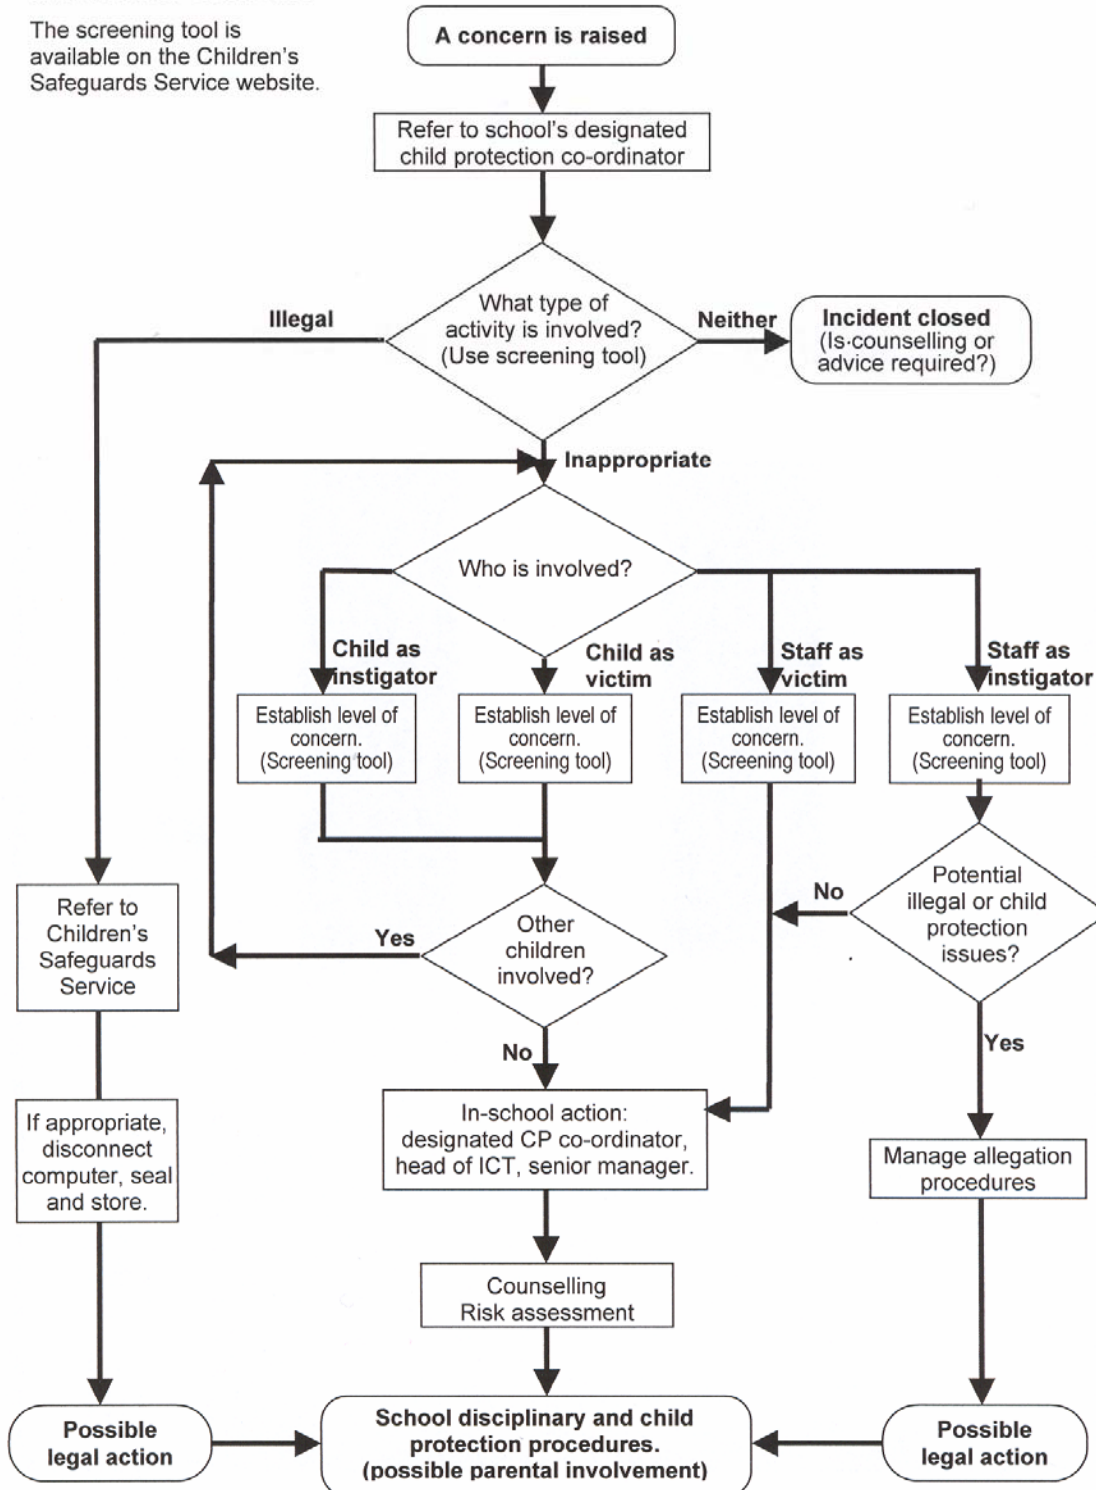 The screening tool is
available on the Children's
Safeguards Service website.
A concern is raised
Refer to school's designated
child protection co-ordinator
What type of
activity is involved?
(Use screening tool)
Illegal
Neither
Incident closed
(Is·counselling or
advice required?)
Inappropriate
Who is involved?
Child as
instigator
Child as
victim
Staff as
victim
Staff as
instigator
Establish level of
concern.
(Screening tool)
Establish level of
concern.
(Screening tool)
Establish level of
concern.
(Screening tool)
Establish level of
concern.
(Screening tool)
Refer to
Children's
Safeguards
Service
Yes
Other
children
involved?
No
Potential
illegal or child
protection
issues?
No
Yes
If appropriate,
disconnect
computer, seal
and store.
In-school action:
designated CP co-ordinator,
head of ICT, senior manager.
Manage allegation
procedures
Counselling
Risk assessment
Possible
legal action
School disciplinary and child
protection procedures.
(possible parental involvement)
Possible
legal action